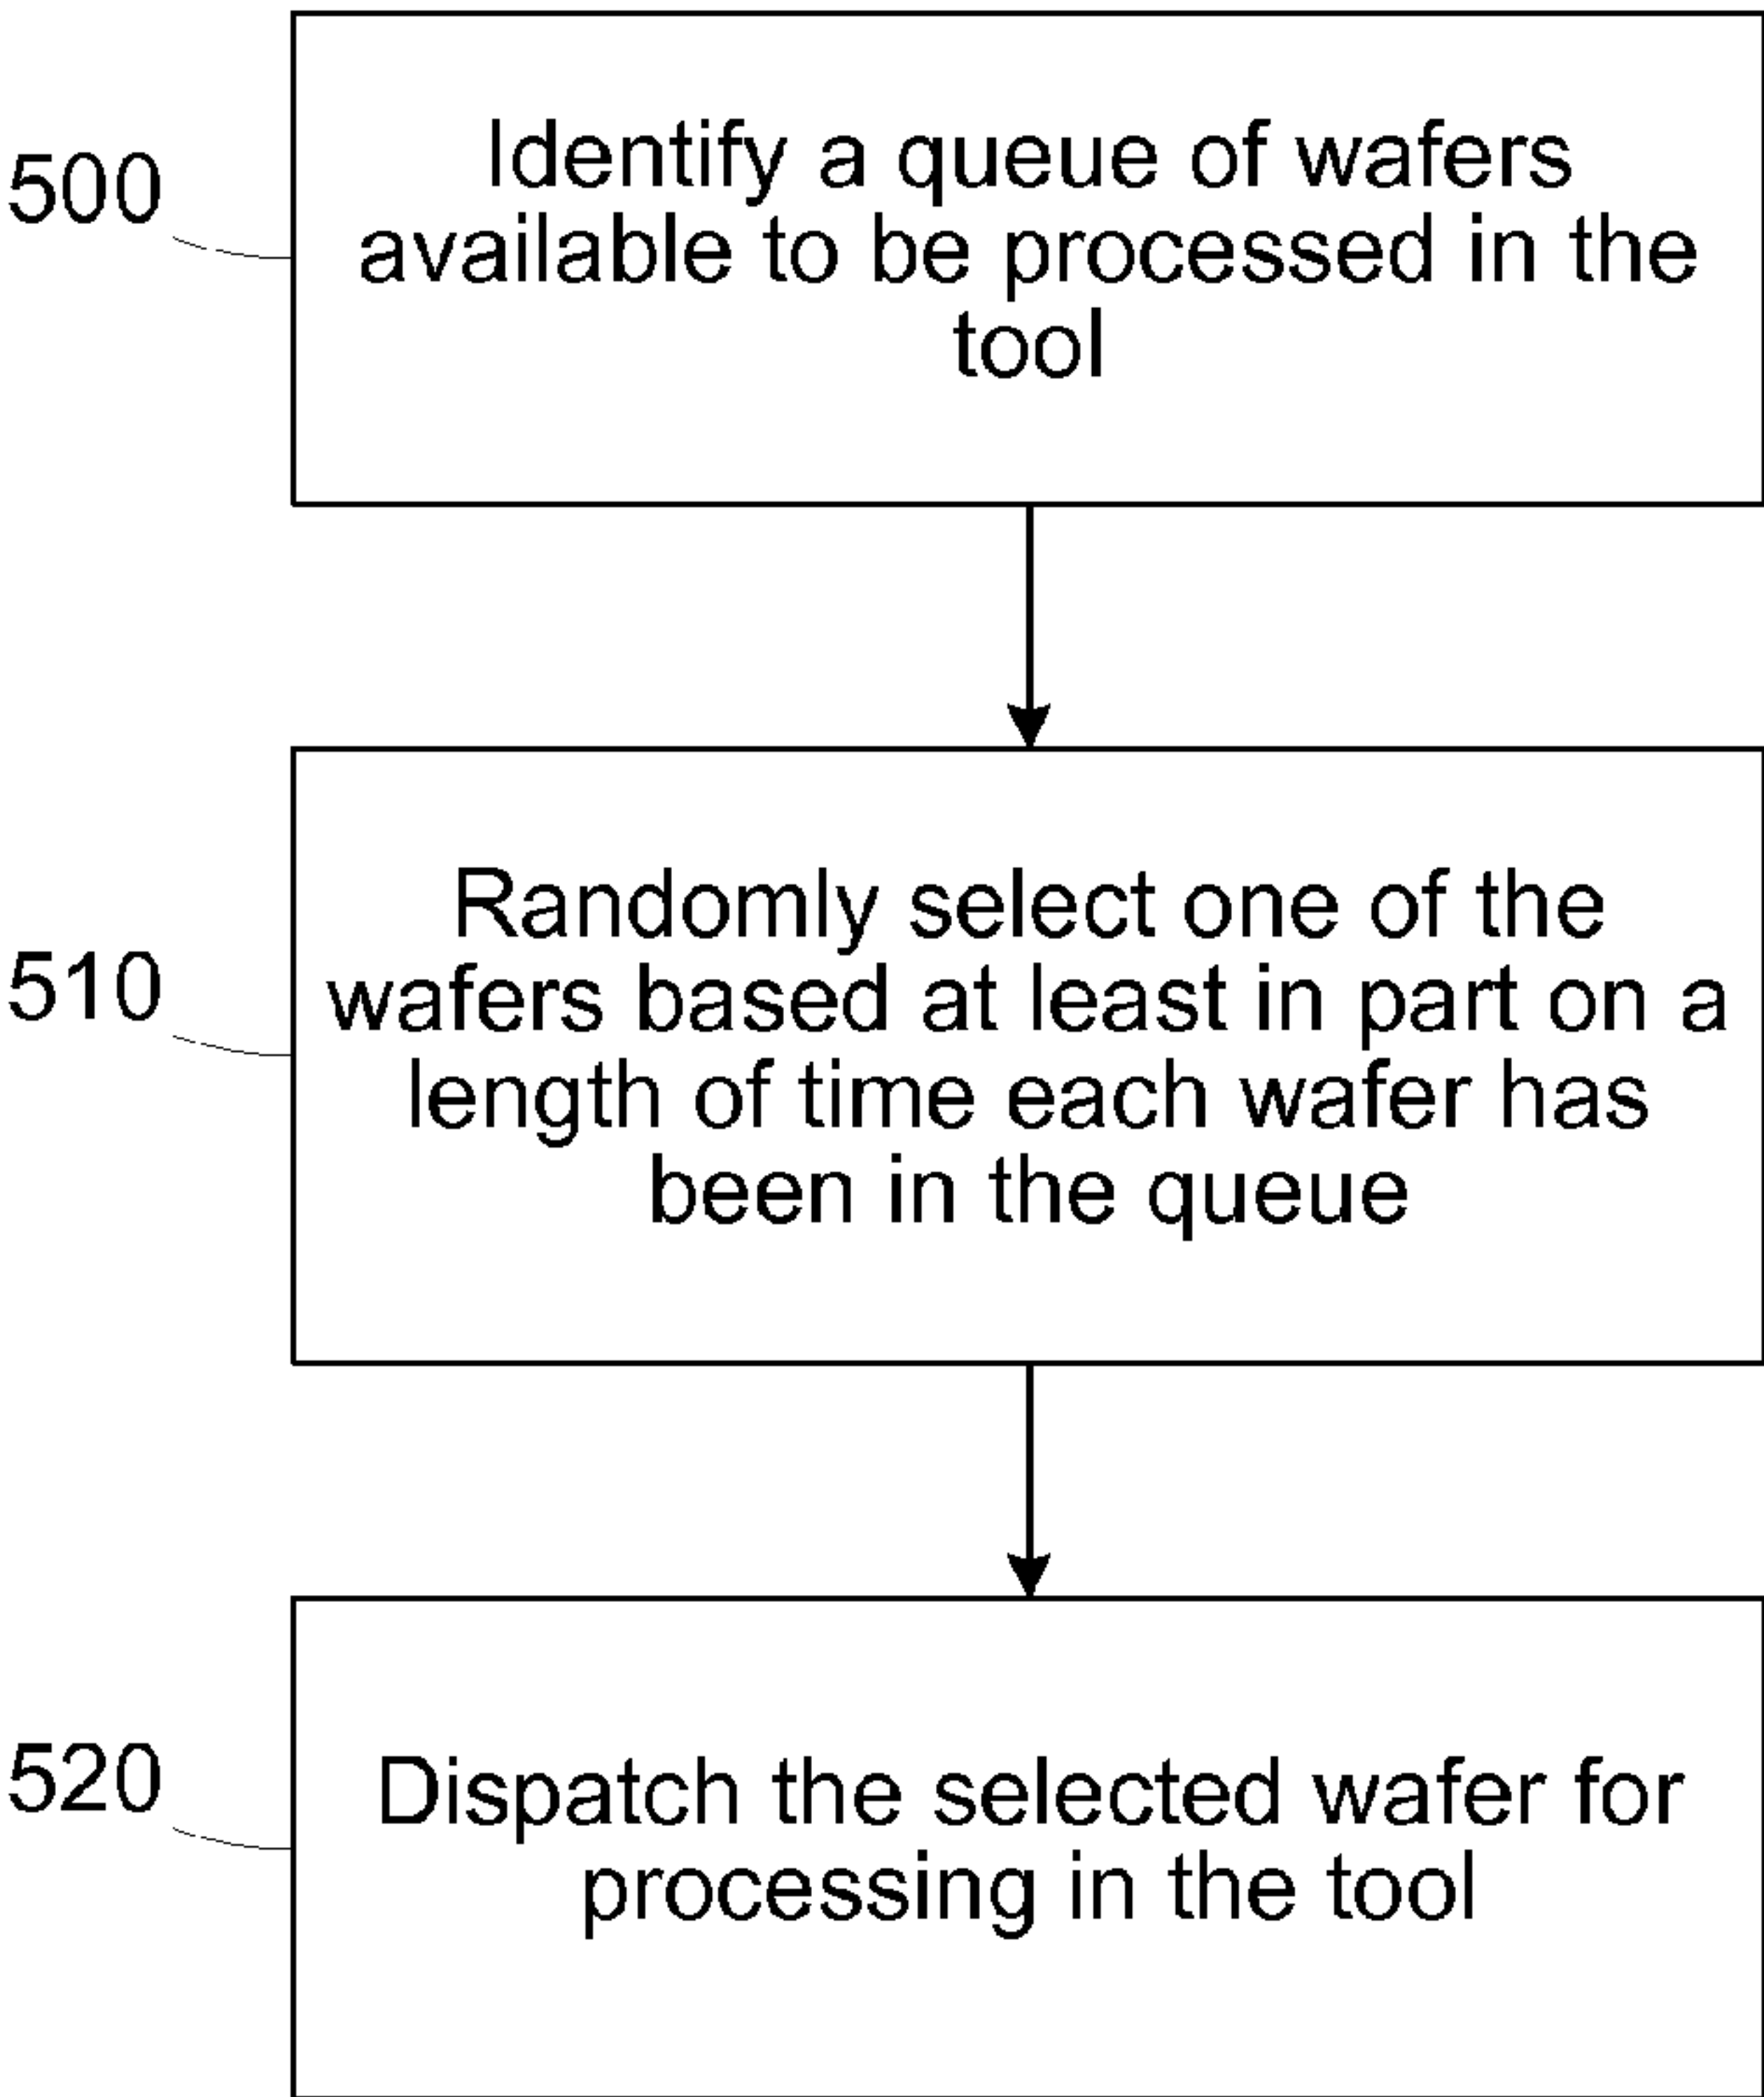 500
Identify a queue of wafers
available to be processed in the
tool
510
Randomly select one of the
wafers based at least in part on a
length of time each wafer has
been in the queue
520
Dispatch the selected wafer for
processing in the tool